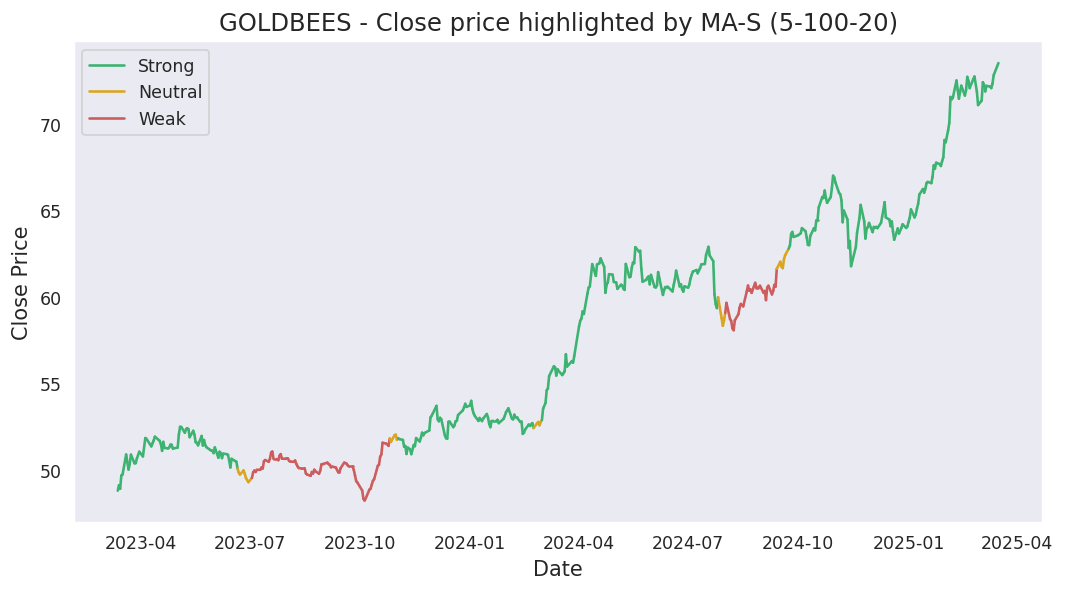 GOLDBEES - Close price highlighted by MA-S (5-100-20)
Strong
Neutral
Weak
Close Price
70
65
60
55
50
2023-04 2023-07 2023-10 2024-01 2024-04 2024-07 2024-10 2025-01 2025-04
Date